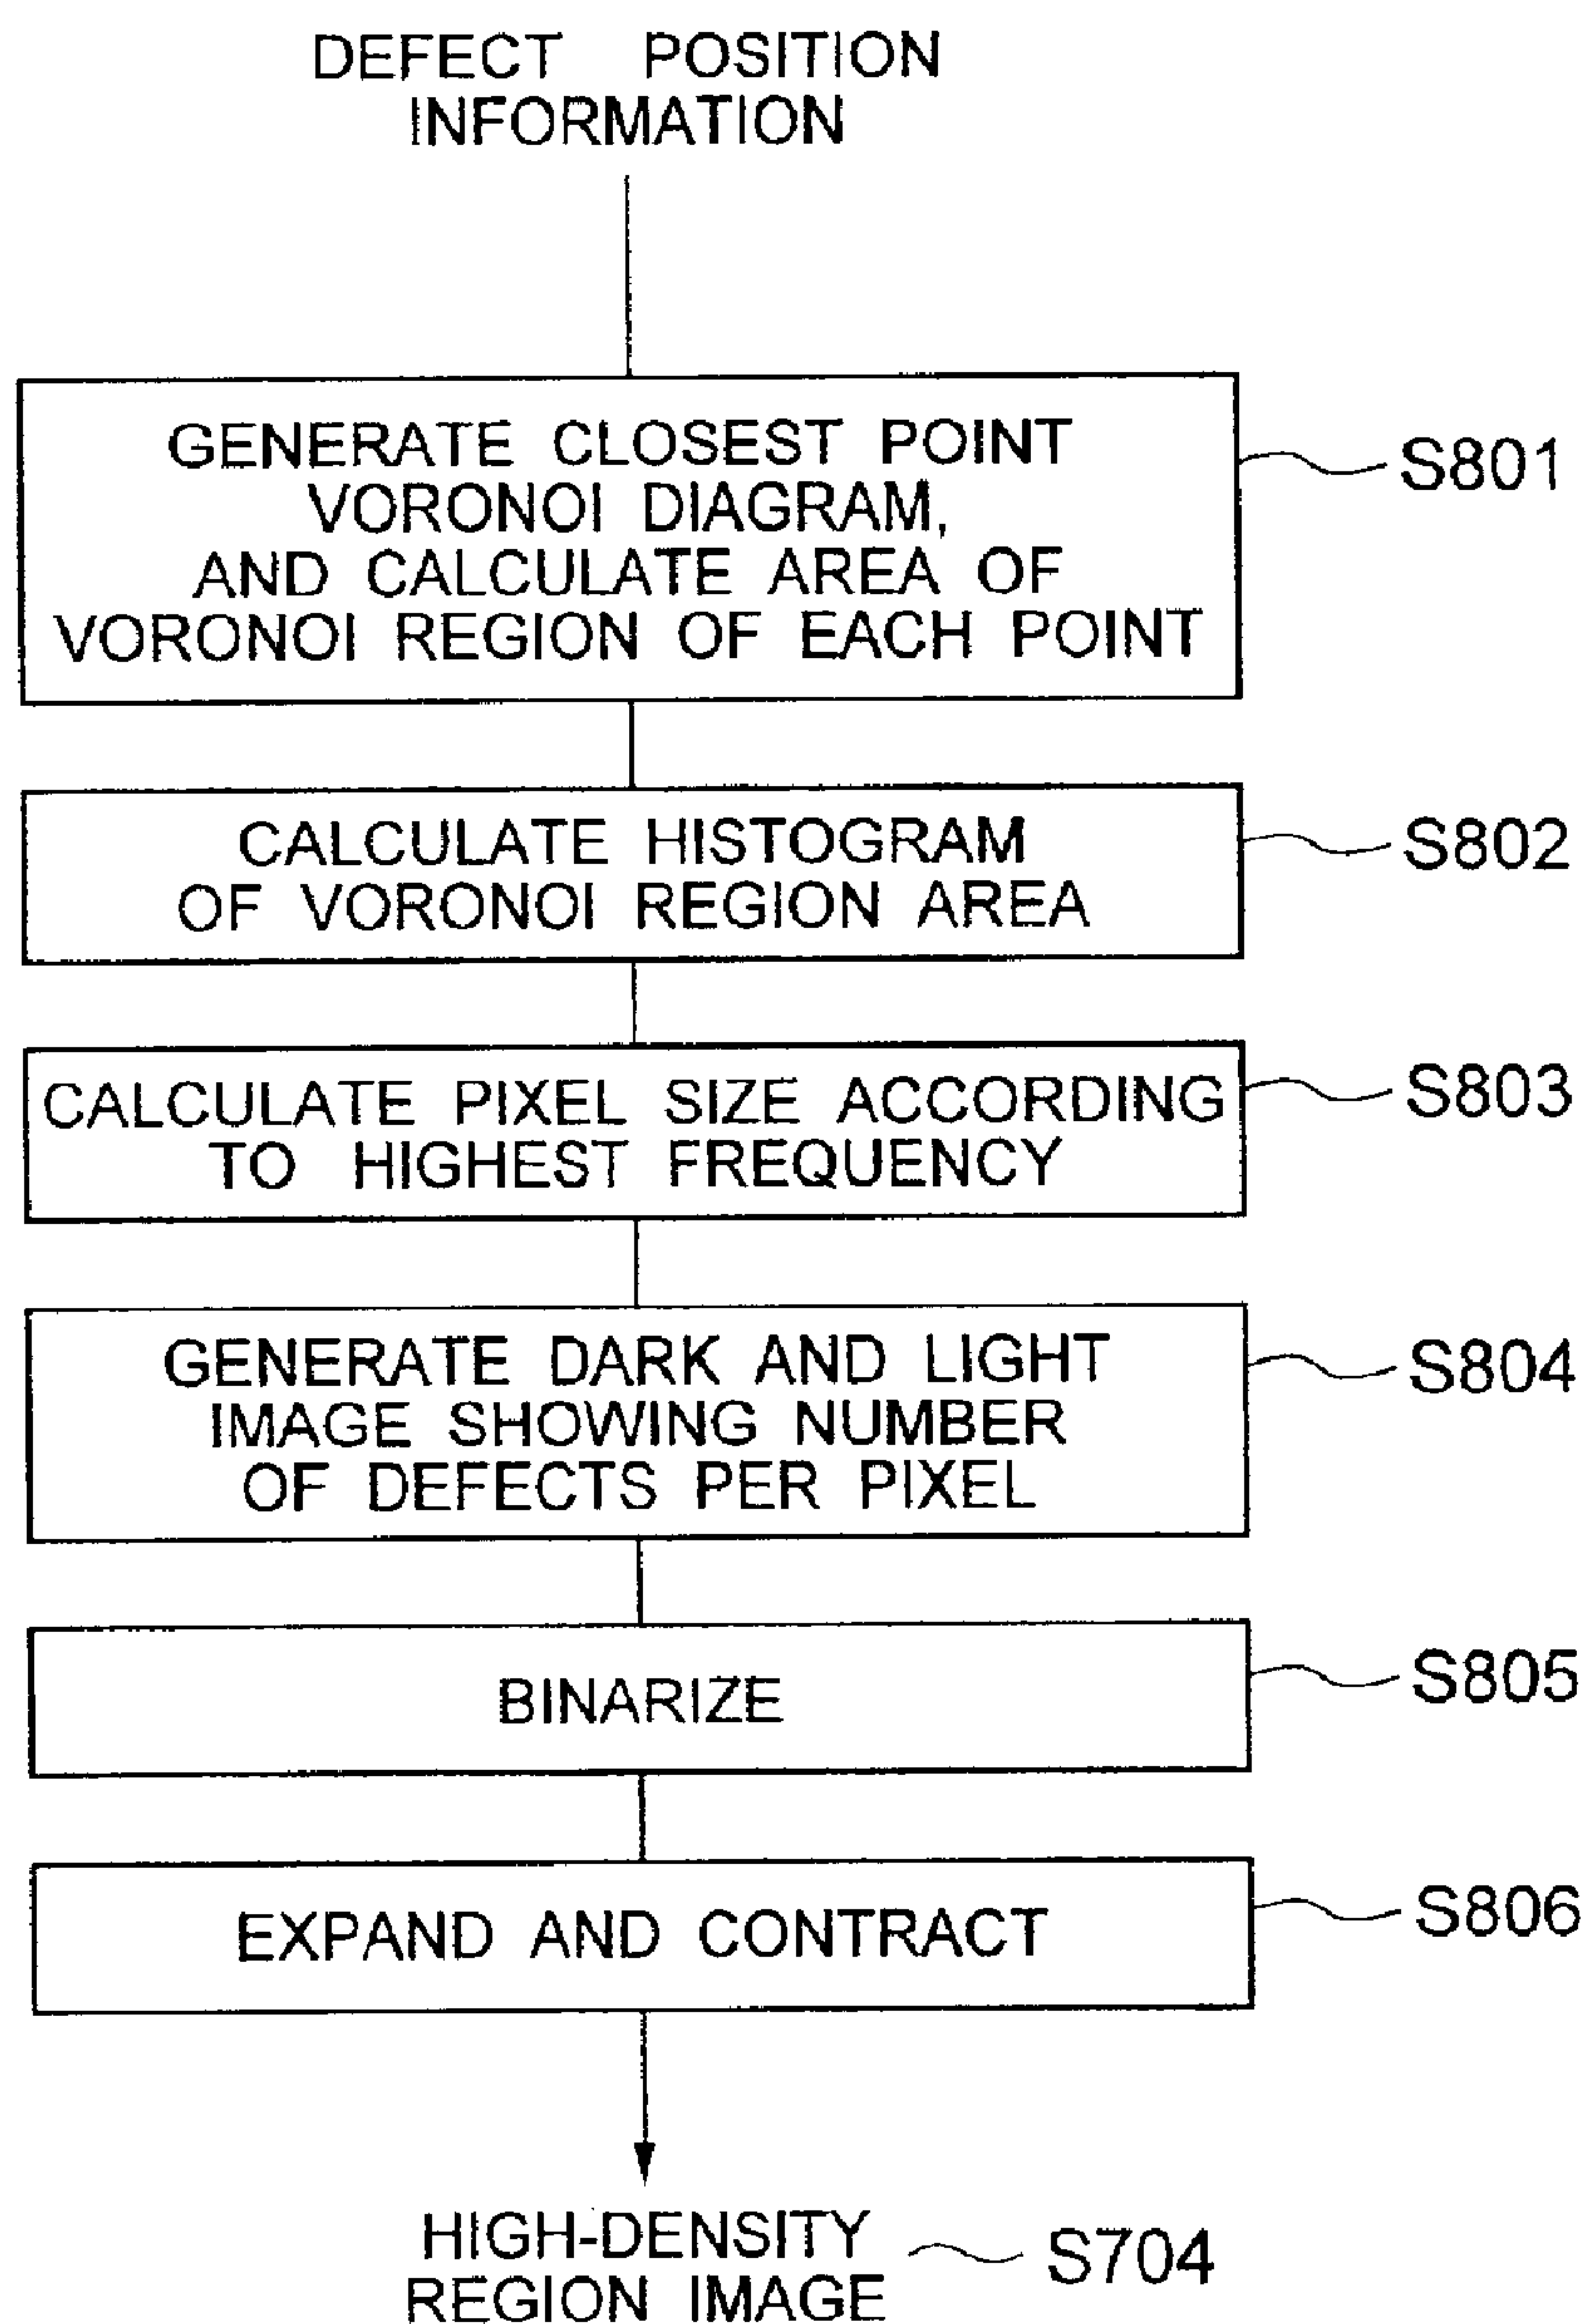 DEFECT POSITION
INFORMATION
GENERATE CLOSEST POINT
VORONOI DIAGRAM,
AND CALCULATE AREA OF
VORONOI REGION OF EACH POINT
S801
CALCULATE HISTOGRAM
OF VORONOI REGION AREA
S802
CALCULATE PIXEL SIZE ACCORDING
TO HIGHEST FREQUENCY
S803
GENERATE DARK AND LIGHT
IMAGE SHOWING NUMBER
OF DEFECTS PER PIXEL
S804
BINARIZE
S805
EXPAND AND CONTRACT
S806
HIGH-DENSITY
REGION IMAGE
S704